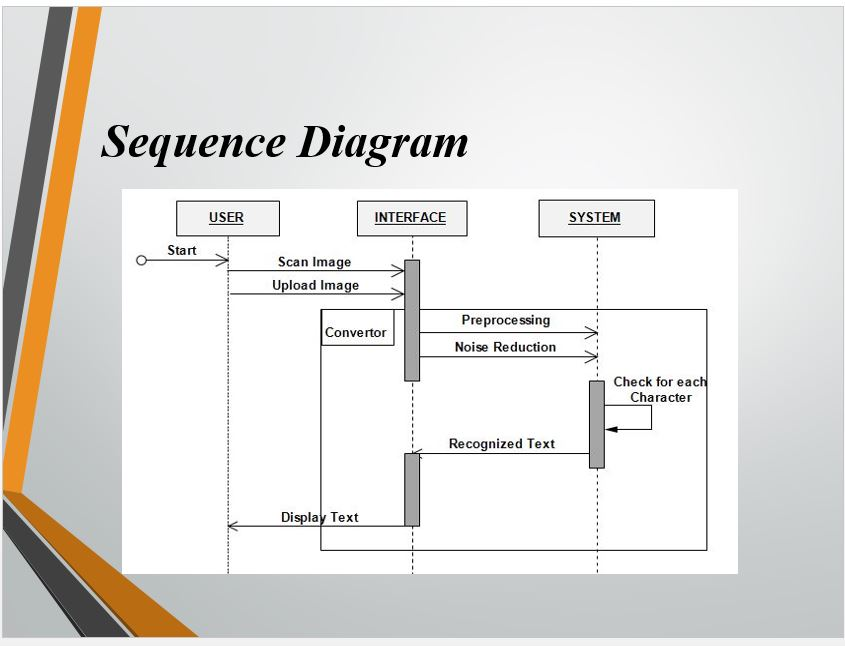 Sequence Diagram
USER
INTERFACE
SYSTEM
Start
Scan Image
Upload Image
Convertor
Preprocessing
Noise Reduction
Check for each
Character
Recognized Text
Display Text